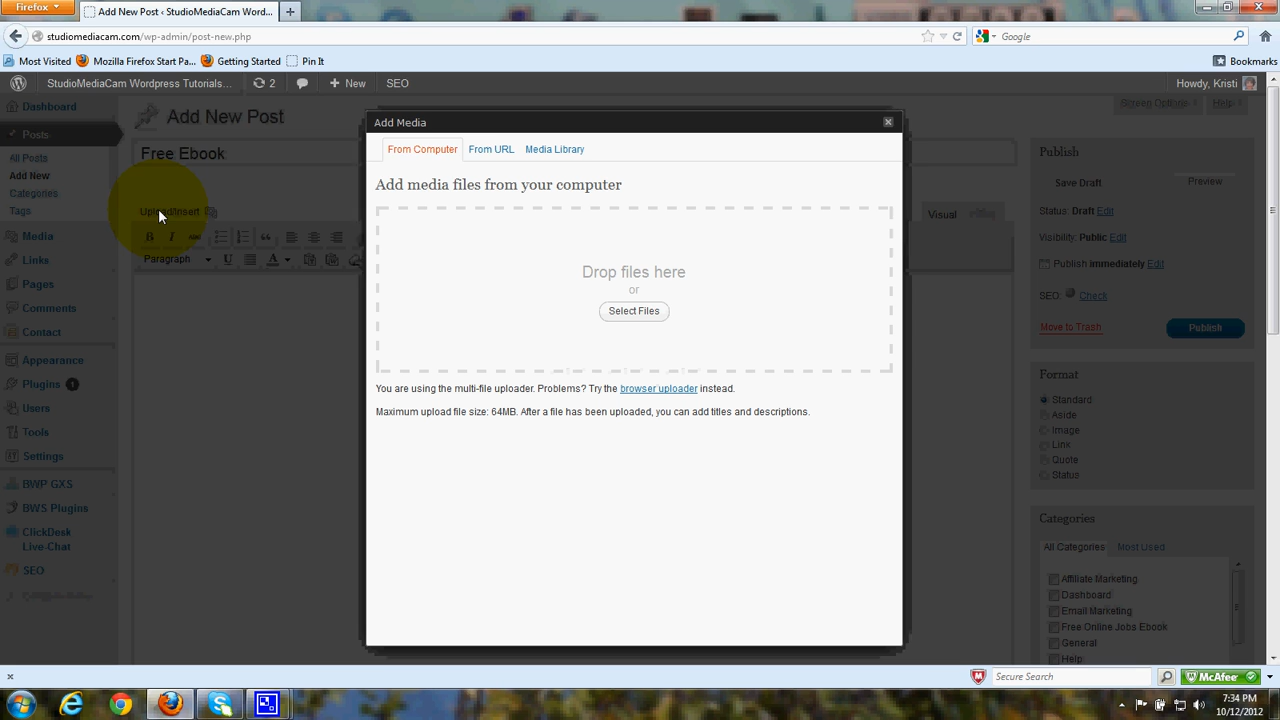 Firefox
Add New Post ‹ StudioMediaCam Word...
studiomediacam.com/wp-admin/post-new.php
Google
Most Visited
Mozilla Firefox Start Pa...
Getting Started
Pin It
Bookmarks
StudioMediaCam Wordpress Tutorials...
2
New
SEO
Howdy, Kristi
Dashboard
Posts
All Posts
Add New
Categories
Tags
Media
Links
Pages
Comments
Contact
Appearance
Plugins 1
Users
Tools
Settings
BWP GXS
BWS Plugins
ClickDesk
Live-Chat
SEO
Add New Post
Screen Options
Help
Free Ebook
Upload/Insert
Visual
B I ABC
Paragraph U A
Add Media
From Computer
From URL
Media Library
Add media files from your computer
Drop files here
or
Select Files
You are using the multi-file uploader. Problems? Try the browser uploader instead.
Maximum upload file size: 64MB. After a file has been uploaded, you can add titles and descriptions.
Publish
Save Draft
Preview
Status: Draft Edit
Visibility: Public Edit
Publish immediately Edit
SEO: Check
Move to Trash
Publish
Format
Standard
Aside
Image
Link
Quote
Status
Categories
All Categories
Most Used
Affiliate Marketing
Dashboard
Email Marketing
Free Online Jobs Ebook
General
Help
Secure Search
McAfee
7:34 PM
10/12/2012